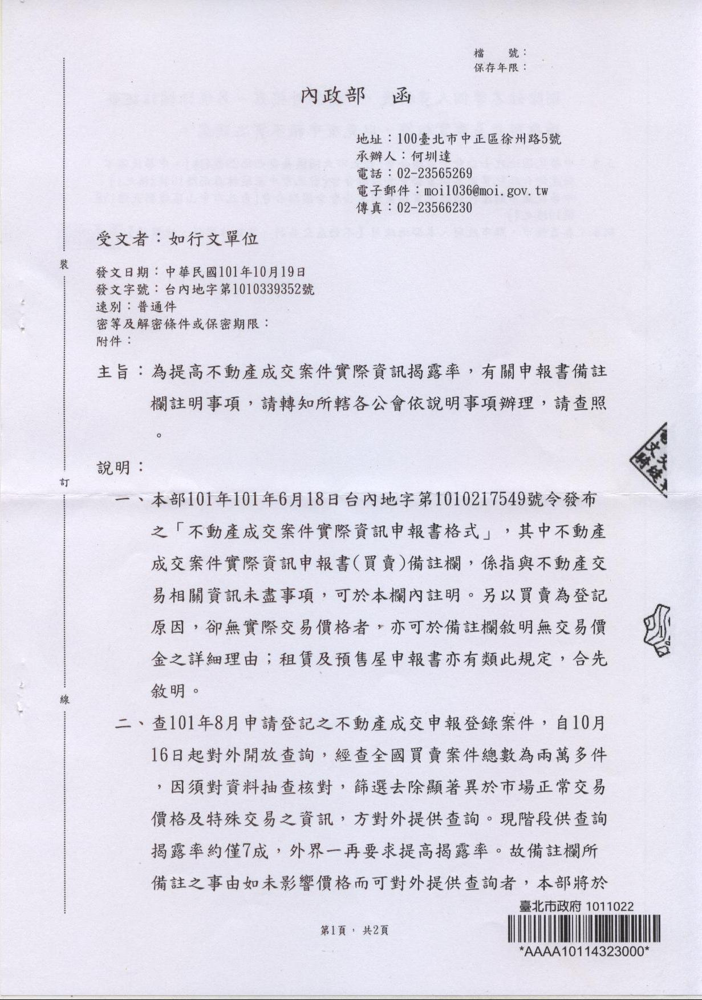 檔　　號：
保存年限：
內政部　函
地址：100臺北市中正區徐州路5號
承辦人：何圳達
電話：02-23565269
電子郵件：moi1036@moi.gov.tw
傳真：02-23566230
受文者：如行文單位
發文日期：中華民國101年10月19日
發文字號：台內地字第1010339352號
速別：普通件
密等及解密條件或保密期限：
附件：
主旨：為提高不動產成交案件實際資訊揭露率，有關申報書備註
欄註明事項，請轉知所轄各公會依說明事項辦理，請查照
。
說明：
一、本部101年101年6月18日台內地字第1010217549號令發布
之「不動產成交案件實際資訊申報書格式」，其中不動產
成交案件實際資訊申報書(買賣)備註欄，係指與不動產交
易相關資訊未盡事項，可於本欄內註明。另以買賣為登記
原因，卻無實際交易價格者，亦可於備註欄敘明無交易價
金之詳細理由；租賃及預售屋申報書亦有類此規定，合先
敘明。
二、查101年8月申請登記之不動產成交申報登錄案件，自10月
16日起對外開放查詢，經查全國買賣案件總數為兩萬多件
，因須對資料抽查核對，篩選去除顯著異於市場正常交易
價格及特殊交易之資訊，方對外提供查詢。現階段供查詢
揭露率約僅7成，外界一再要求提高揭露率。故備註欄所
備註之事由如未影響價格而可對外提供查詢者，本部將於
裝
訂
線
臺北市政府 1011022
*AAAA10114323000*
第1頁，共2頁